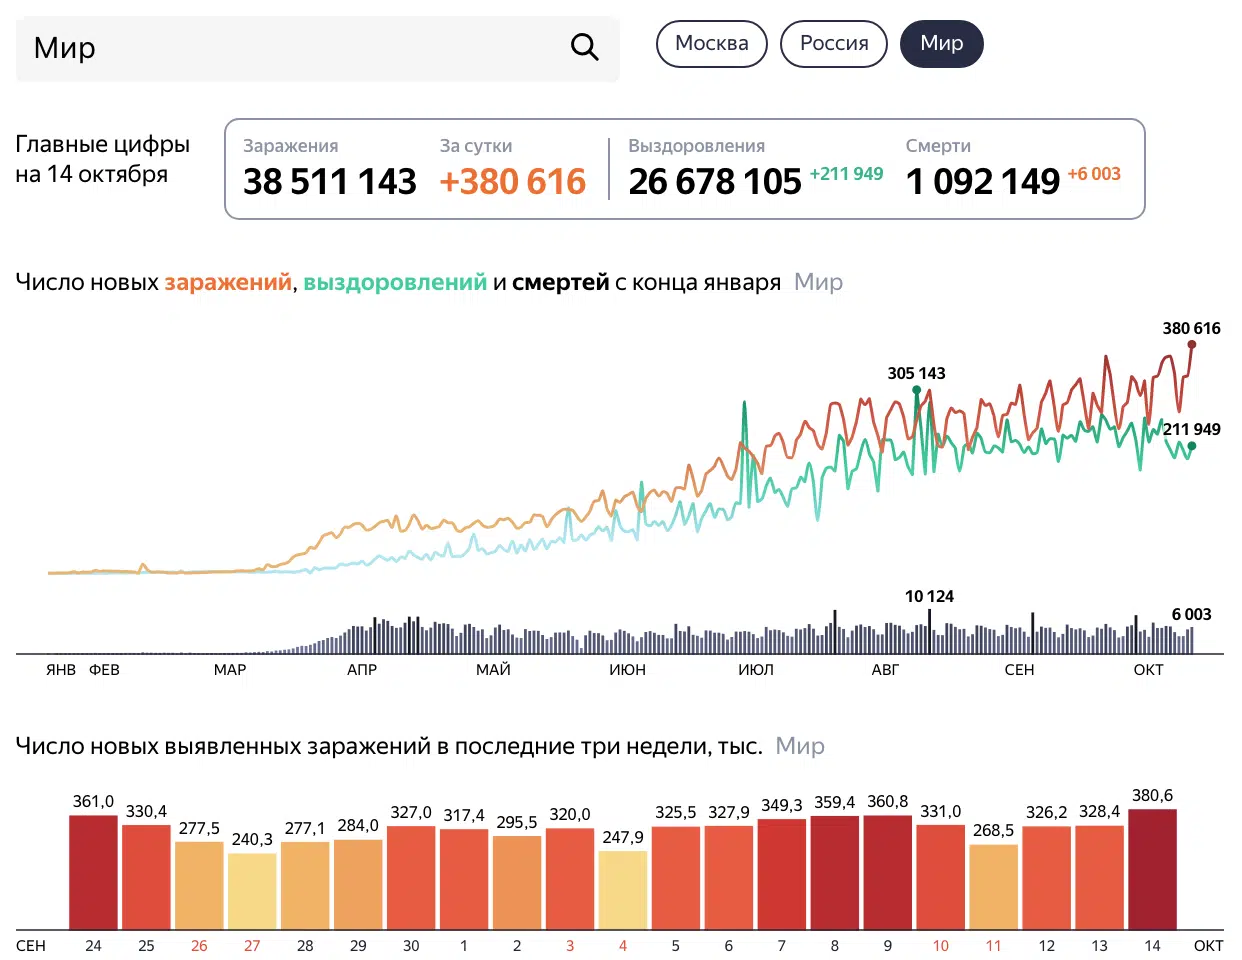 Мир
Москва Россия Мир
Главные цифры
на 14 октября
Заражения За сутки Выздоровления Смерти
38 511 143 +380 616 26 678 105 +211 949 1 092 149 +6 003
Число новых заражений, выздоровлений и смертей с конца января Мир
380 616
305 143
211 949
10 124
6 003
ЯНВ ФЕВ МАР АПР МАЙ ИЮН ИЮЛ АВГ СЕН ОКТ
Число новых выявленных заражений в последние три недели, тыс. Мир
361,0 330,4 277,5 240,3 277,1 284,0 327,0 317,4 295,5 320,0 247,9 325,5 327,9 349,3 359,4 360,8 331,0 268,5 326,2 328,4 380,6
СЕН 24 25 26 27 28 29 30 1 2 3 4 5 6 7 8 9 10 11 12 13 14 ОКТ